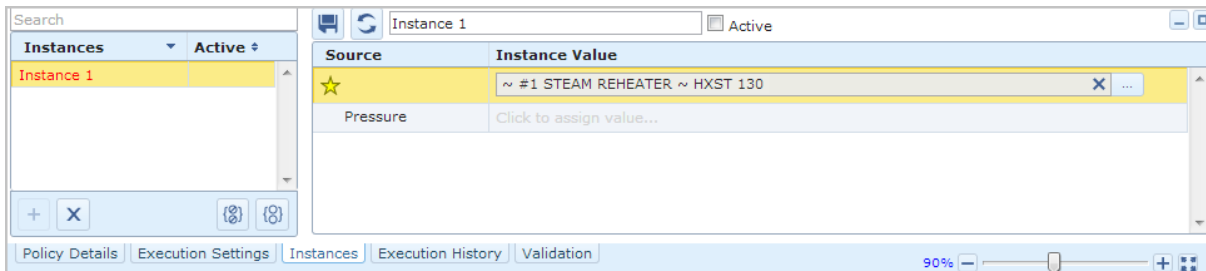 Search
Instances Active
Instance 1
Instance 1 Active
Source Instance Value
~ #1 STEAM REHEATER ~ HXST 130 ...
Pressure Click to assign value...
Policy Details Execution Settings Instances Execution History Validation
90%